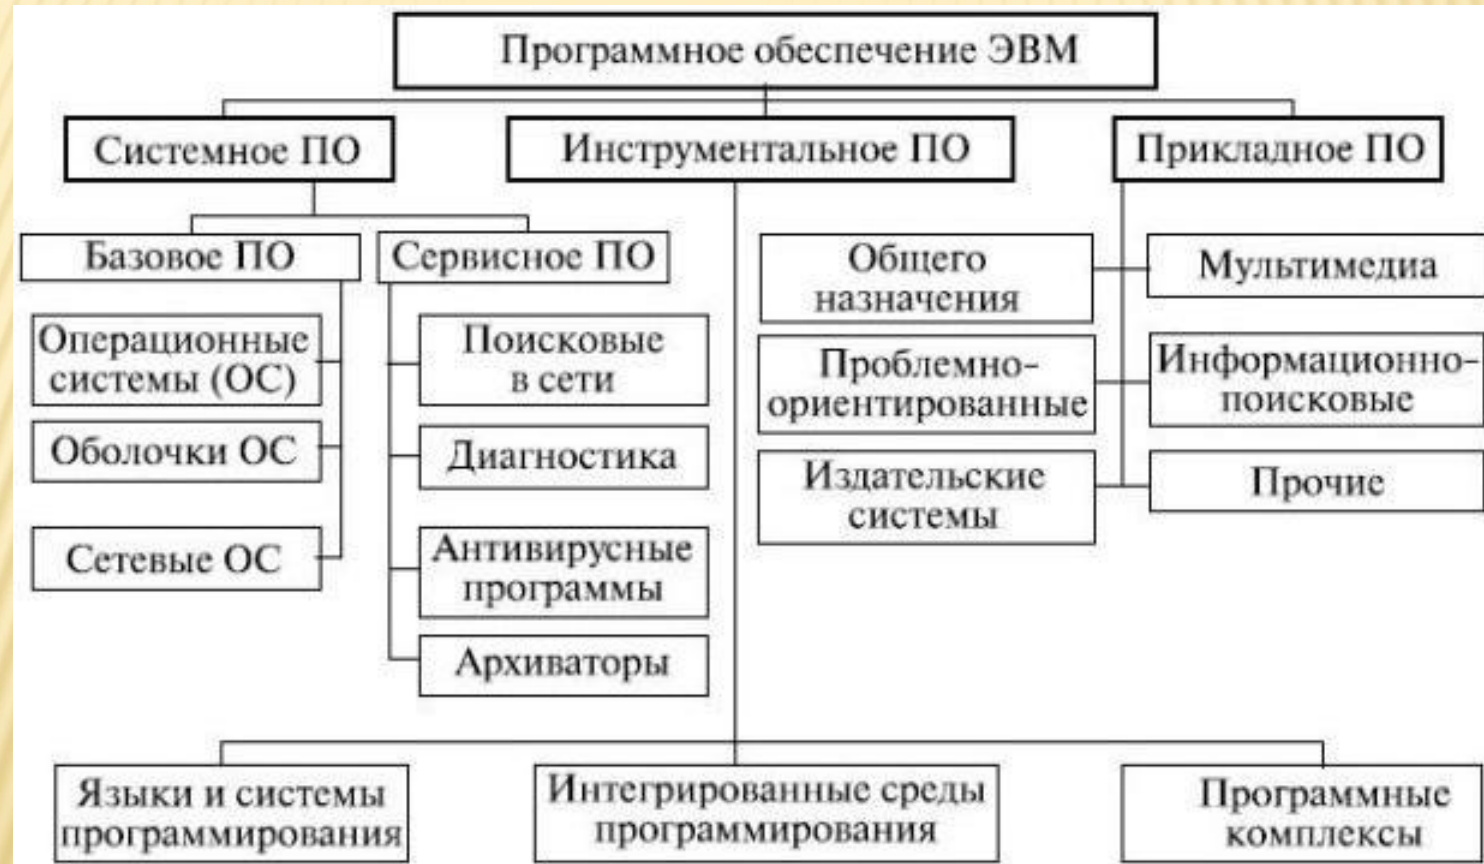 Программное обеспечение ЭВМ
Системное ПО
Инструментальное ПО
Прикладное ПО
Базовое ПО
Сервисное ПО
Операционные
системы (ОС)
Оболочки ОС
Сетевые ОС
Поисковые
в сети
Диагностика
Антивирусные
программы
Архиваторы
Общего
назначения
Проблемно-
ориентированные
Издательские
системы
Мультимедиа
Информационно-
поисковые
Прочие
Языки и системы
программирования
Интегрированные среды
программирования
Программные
комплексы